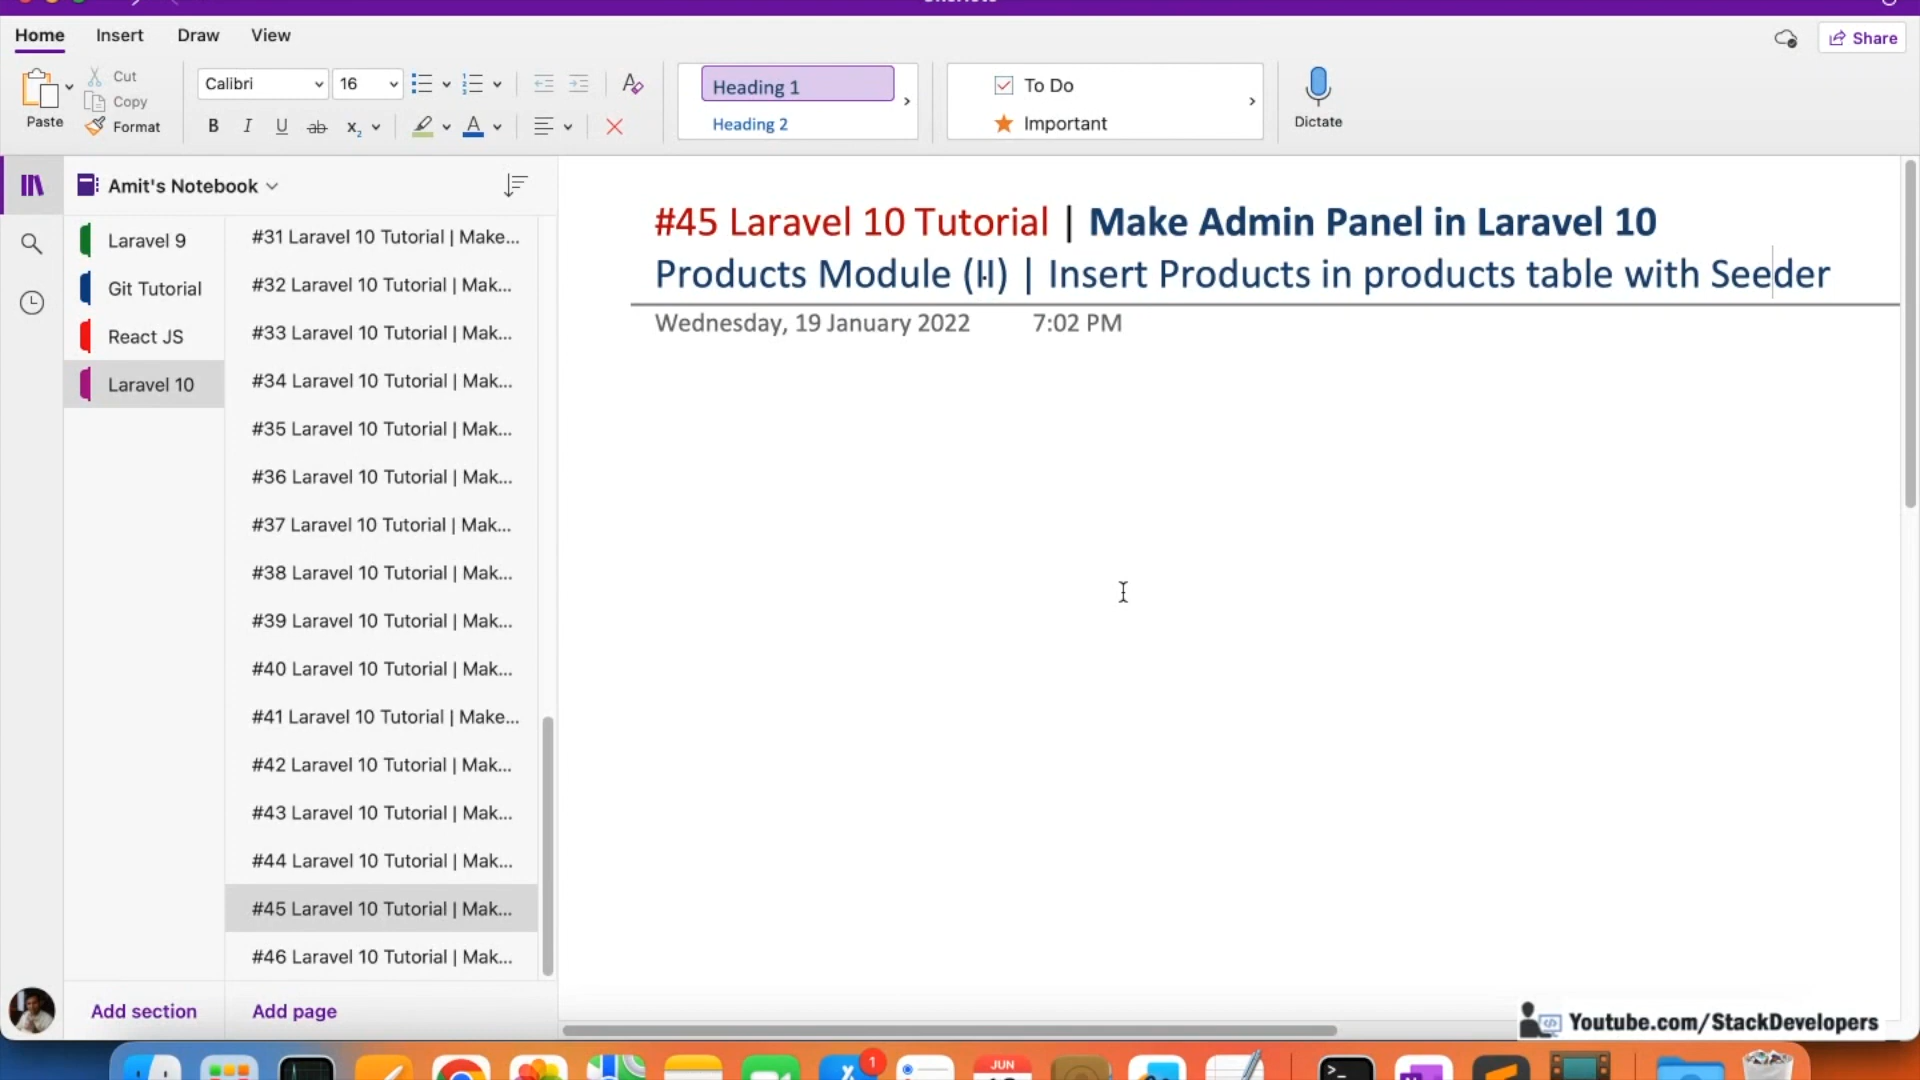 Home Insert Draw View
Share
Paste
Cut
Copy
Format
Calibri 16
B I U ab x₂ A
Heading 1
Heading 2
To Do
Important
Dictate
Amit's Notebook
Laravel 9
Git Tutorial
React JS
Laravel 10
#31 Laravel 10 Tutorial | Make...
#32 Laravel 10 Tutorial | Mak...
#33 Laravel 10 Tutorial | Mak...
#34 Laravel 10 Tutorial | Mak...
#35 Laravel 10 Tutorial | Mak...
#36 Laravel 10 Tutorial | Mak...
#37 Laravel 10 Tutorial | Mak...
#38 Laravel 10 Tutorial | Mak...
#39 Laravel 10 Tutorial | Mak...
#40 Laravel 10 Tutorial | Mak...
#41 Laravel 10 Tutorial | Make...
#42 Laravel 10 Tutorial | Mak...
#43 Laravel 10 Tutorial | Mak...
#44 Laravel 10 Tutorial | Mak...
#45 Laravel 10 Tutorial | Mak...
#46 Laravel 10 Tutorial | Mak...
Add section
Add page
#45 Laravel 10 Tutorial | Make Admin Panel in Laravel 10
Products Module (II) | Insert Products in products table with Seeder
Wednesday, 19 January 2022 7:02 PM
Youtube.com/StackDevelopers
1
JUN